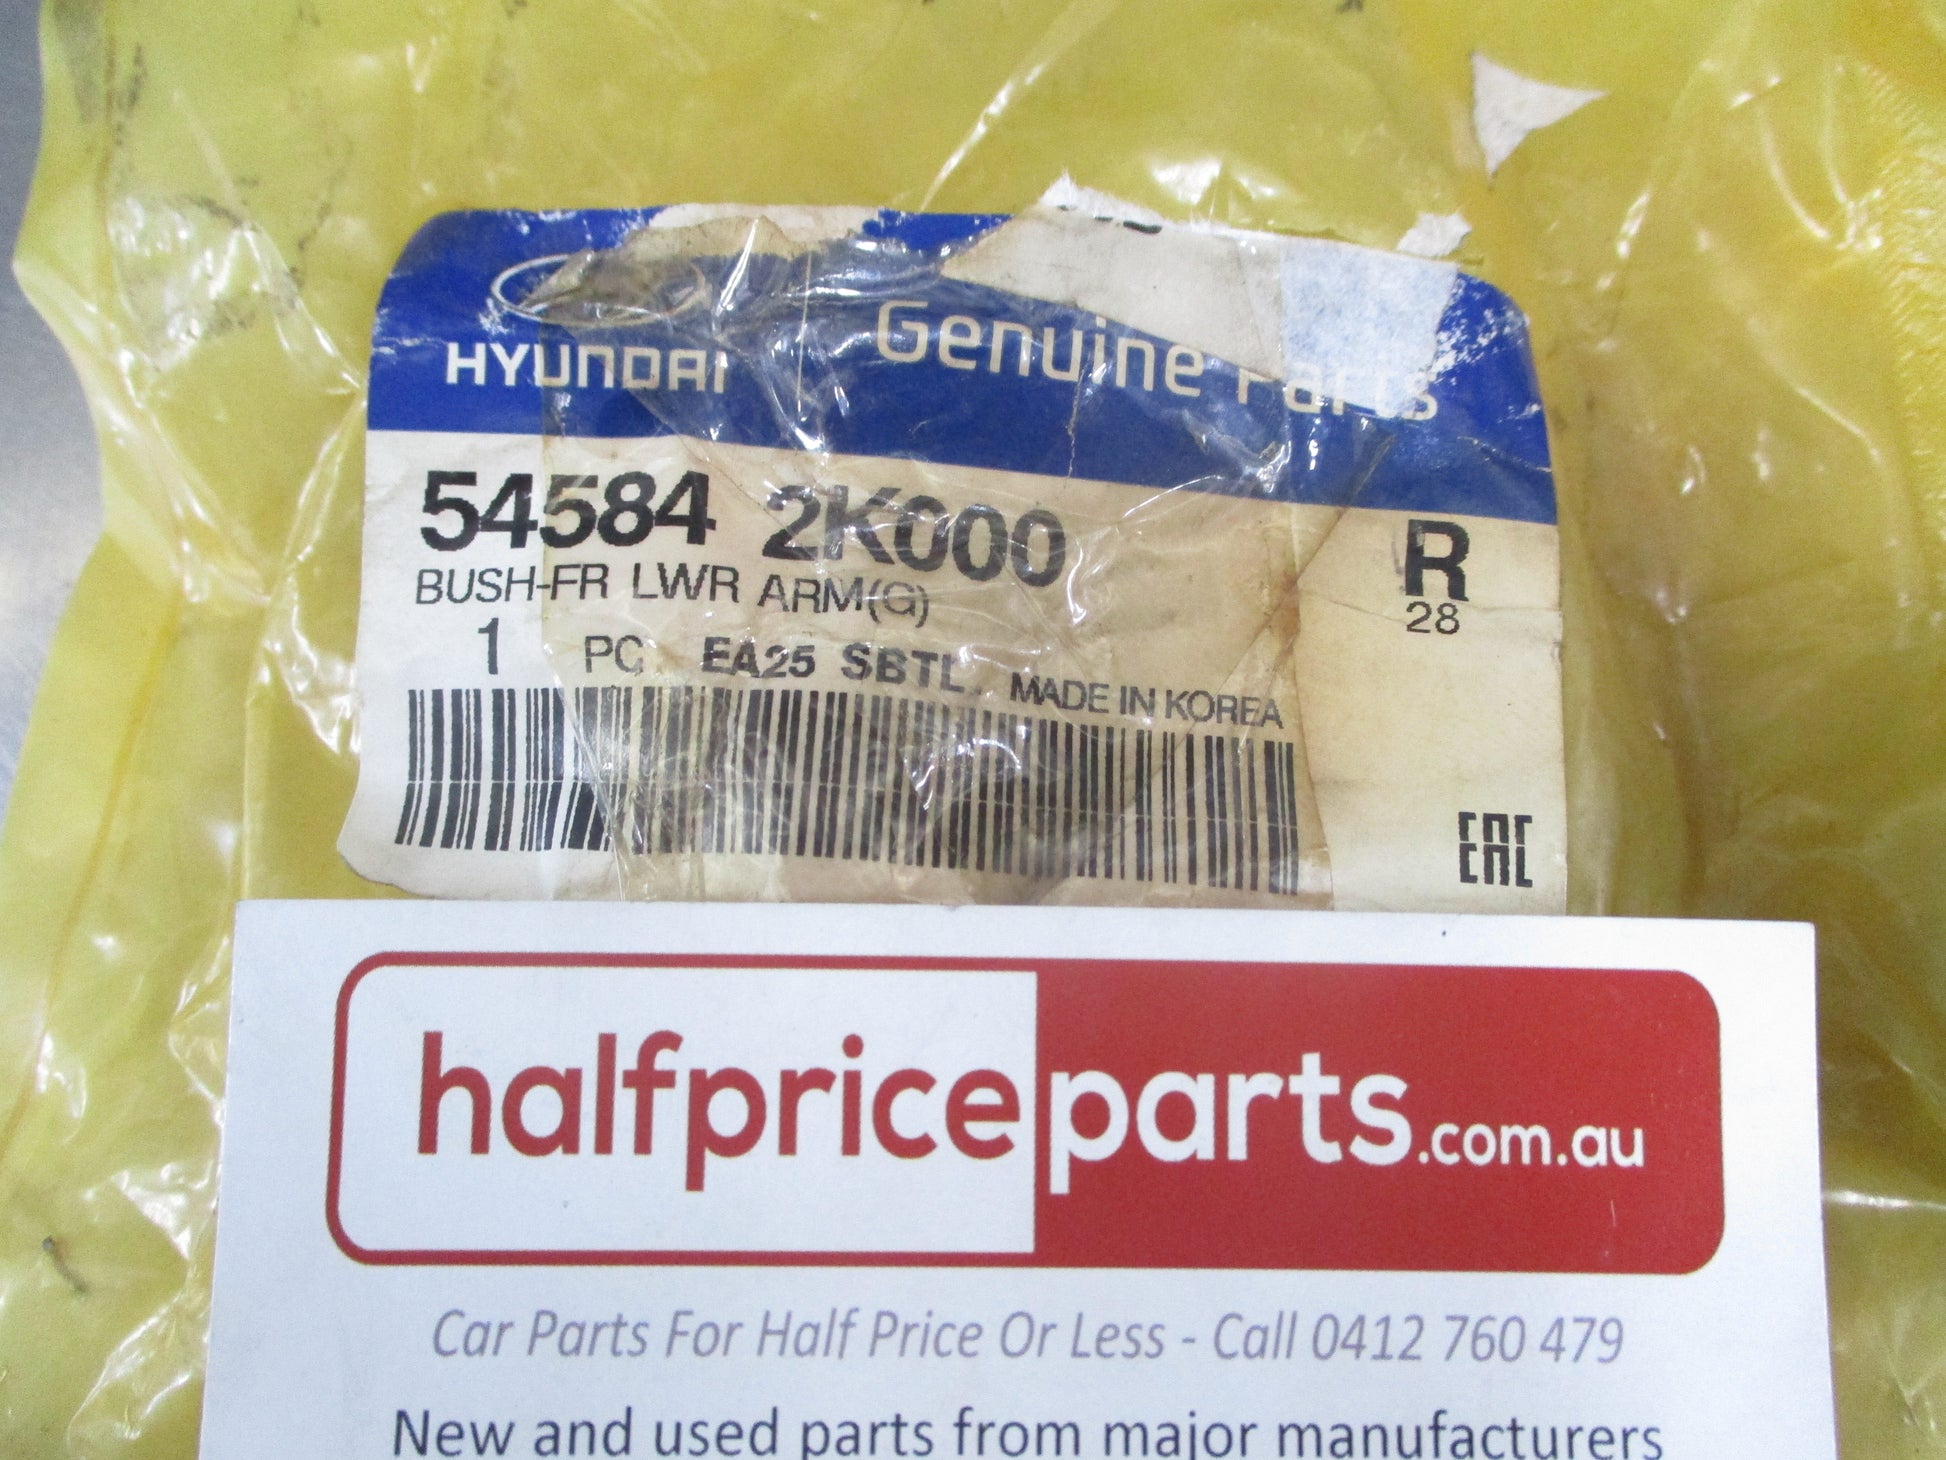 HYUNDAI Genuine Parts
54584 2K000 R
BUSH-FR LWR ARM(G) 28
1 PC EA25 SBTL. MADE IN KOREA
EAC
halfpriceparts.com.au
Car Parts For Half Price Or Less - Call 0412 760 479
New and used parts from major manufacturers